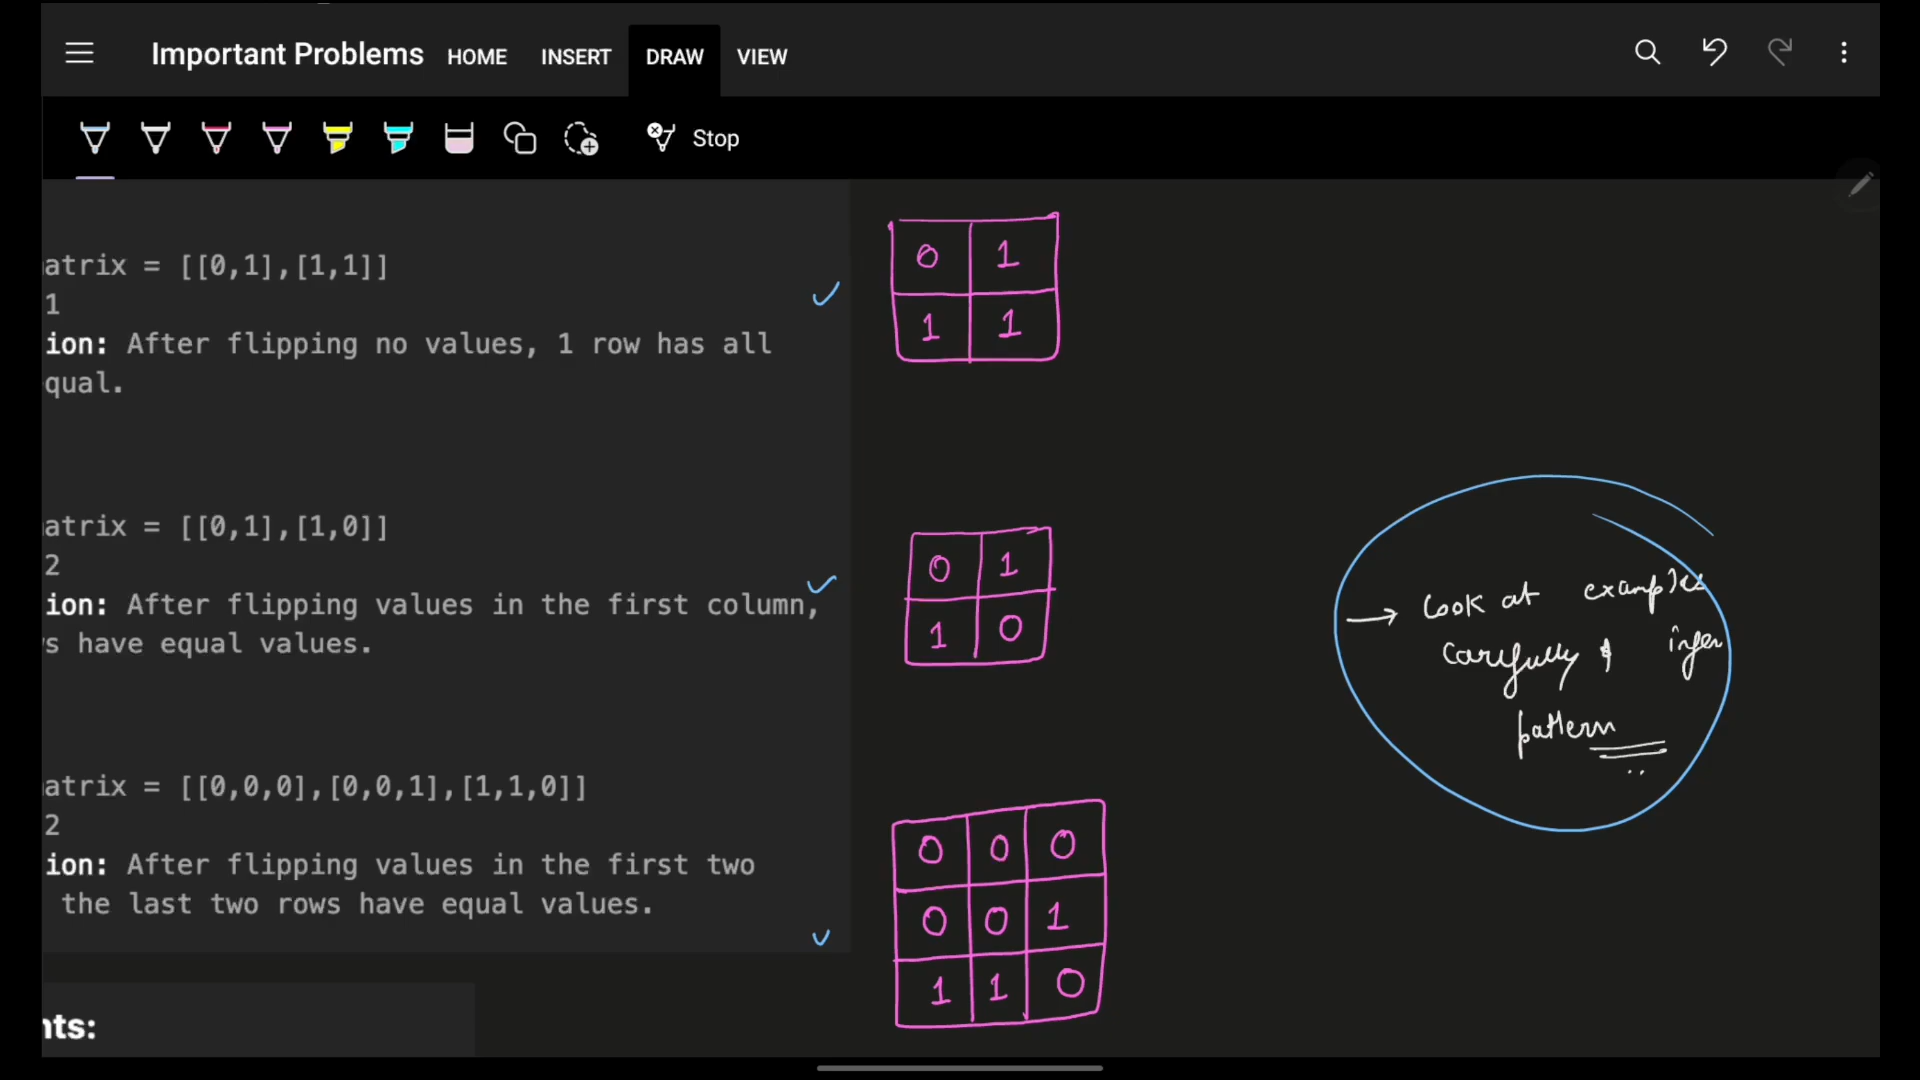 Important Problems HOME INSERT DRAW VIEW
Stop
atrix = [[0,1],[1,1]]
1
ion: After flipping no values, 1 row has all
qual.
atrix = [[0,1],[1,0]]
2
ion: After flipping values in the first column,
s have equal values.
atrix = [[0,0,0],[0,0,1],[1,1,0]]
2
ion: After flipping values in the first two
the last two rows have equal values.
nts:
0 1
1 1
0 1
1 0
0 0 0
0 0 1
1 1 0
→ Look at examples
carefully & infer
pattern